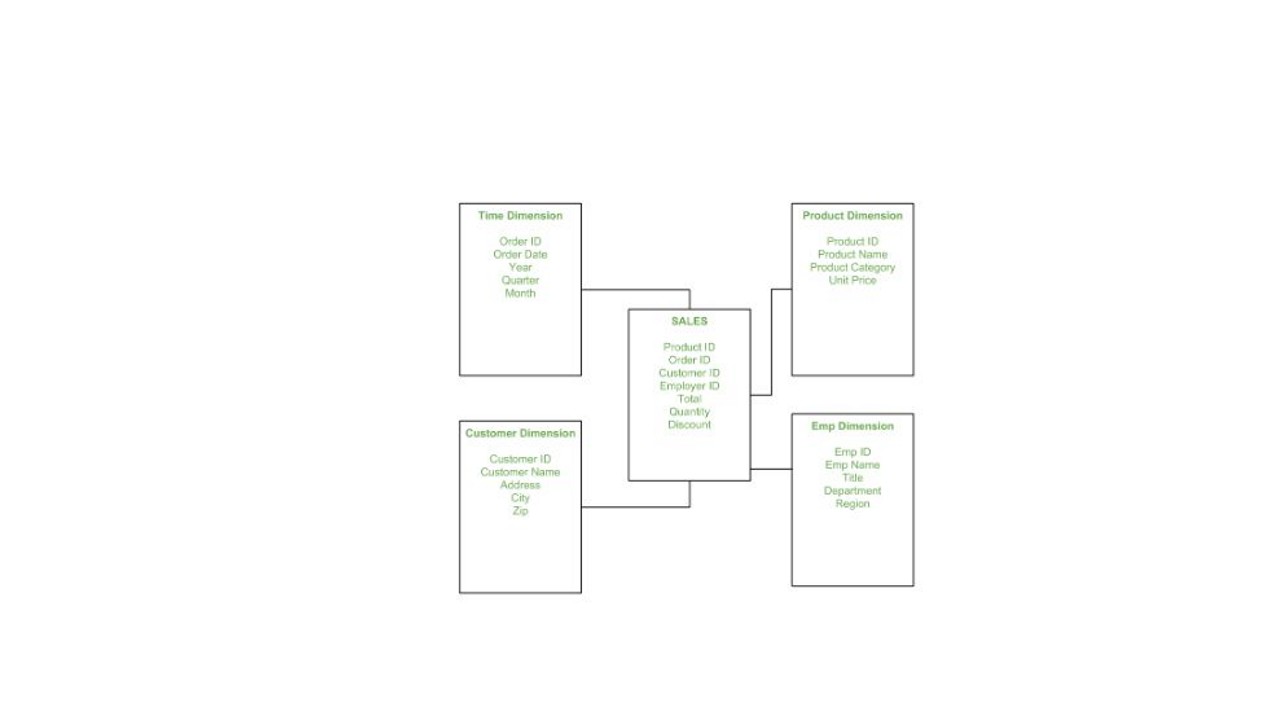 Time Dimension
Order ID
Order Date
Year
Quarter
Month
Product Dimension
Product ID
Product Name
Product Category
Unit Price
SALES
Product ID
Order ID
Customer ID
Employer ID
Total
Quantity
Discount
Customer Dimension
Customer ID
Customer Name
Address
City
Zip
Emp Dimension
Emp ID
Emp Name
Title
Department
Region